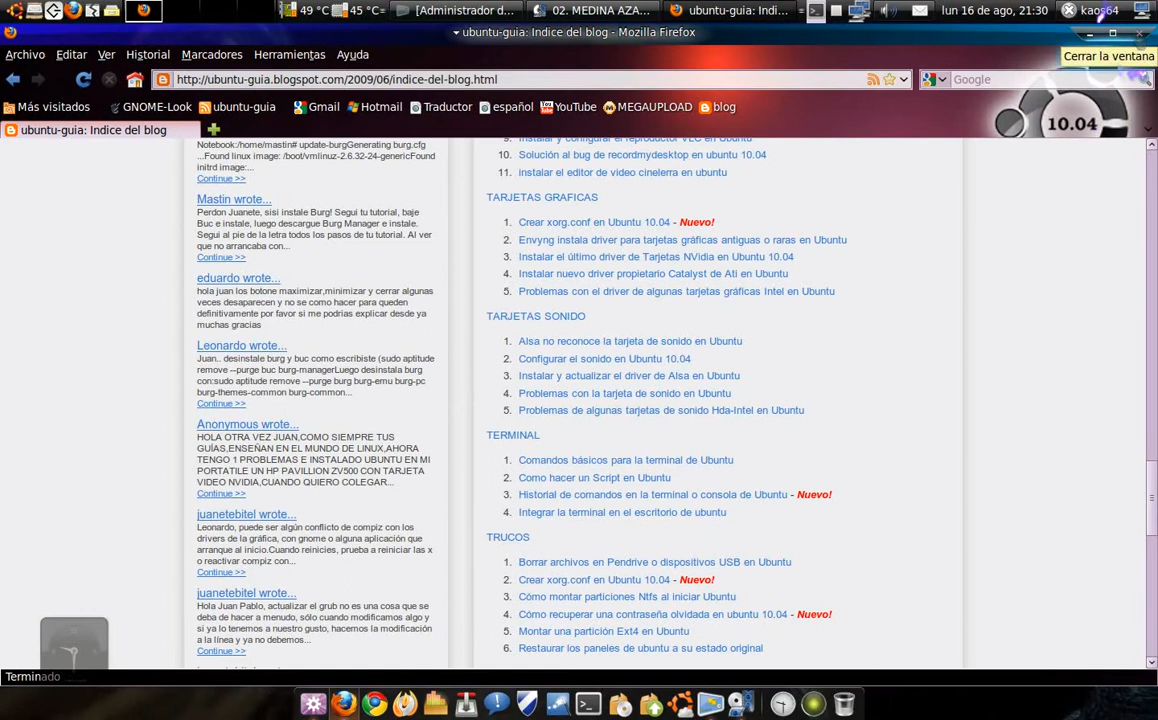 49 °C 45 °C [Administrador d... 02. MEDINA AZA... ubuntu-guia: Indi... lun 16 de ago, 21:30 kaos64
ubuntu-guia: Indice del blog - Mozilla Firefox
Archivo Editar Ver Historial Marcadores Herramientas Ayuda
Cerrar la ventana
http://ubuntu-guia.blogspot.com/2009/06/indice-del-blog.html
Google
Más visitados GNOME-Look ubuntu-guia Gmail Hotmail Traductor español YouTube MEGAUPLOAD blog
10.04
ubuntu-guia: Indice del blog
Notebook:/home/mastin# update-burgGenerating burg.cfg
...Found linux image: /boot/vmlinuz-2.6.32-24-genericFound
initrd image:...
Continue >>
Mastin wrote...
Perdon Juanete, sisi instale Burg! Segui tu tutorial, baje
Buc e instale, luego descargue Burg Manager e instale.
Segui al pie de la letra todos los pasos de tu tutorial. Al ver
que no arrancaba con...
Continue >>
eduardo wrote...
hola juan los botone maximizar,minimizar y cerrar algunas
veces desaparecen y no se como hacer para queden
definitivamente por favor si me podrias explicar desde ya
muchas gracias
Leonardo wrote...
Juan.. desinstale burg y buc como escribiste (sudo aptitude
remove --purge buc burg-managerLuego desinstala burg
con:sudo aptitude remove --purge burg burg-emu burg-pc
burg-themes-common burg-common...
Continue >>
Anonymous wrote...
HOLA OTRA VEZ JUAN,COMO SIEMPRE TUS
GUÍAS,ENSEÑAN EN EL MUNDO DE LINUX,AHORA
TENGO 1 PROBLEMAS E INSTALADO UBUNTU EN MI
PORTATILE UN HP PAVILLION ZV500 CON TARJETA
VIDEO NVIDIA,CUANDO QUIERO COLEGAR...
Continue >>
juanetebitel wrote...
Leonardo, puede ser algún conflicto de compiz con los
drivers de la gráfica, con gnome o alguna aplicación que
arranque al inicio.Cuando reinicies, prueba a reiniciar las x
o reactivar compiz con...
Continue >>
juanetebitel wrote...
Hola Juan Pablo, actualizar el grub no es una cosa que se
deba de hacer a menudo, sólo cuando modificamos algo y
si ya lo tenemos a nuestro gusto, hacemos la modificación
a la línea y ya no debemos...
Continue >>
9. Instalar y configurar el reproductor VLC en Ubuntu
10. Solución al bug de recordmydesktop en ubuntu 10.04
11. instalar el editor de video cinelerra en ubuntu
TARJETAS GRAFICAS
1. Crear xorg.conf en Ubuntu 10.04 - Nuevo!
2. Envyng instala driver para tarjetas gráficas antiguas o raras en Ubuntu
3. Instalar el último driver de Tarjetas NVidia en Ubuntu 10.04
4. Instalar nuevo driver propietario Catalyst de Ati en Ubuntu
5. Problemas con el driver de algunas tarjetas gráficas Intel en Ubuntu
TARJETAS SONIDO
1. Alsa no reconoce la tarjeta de sonido en Ubuntu
2. Configurar el sonido en Ubuntu 10.04
3. Instalar y actualizar el driver de Alsa en Ubuntu
4. Problemas con la tarjeta de sonido en Ubuntu
5. Problemas de algunas tarjetas de sonido Hda-Intel en Ubuntu
TERMINAL
1. Comandos básicos para la terminal de Ubuntu
2. Como hacer un Script en Ubuntu
3. Historial de comandos en la terminal o consola de Ubuntu - Nuevo!
4. Integrar la terminal en el escritorio de ubuntu
TRUCOS
1. Borrar archivos en Pendrive o dispositivos USB en Ubuntu
2. Crear xorg.conf en Ubuntu 10.04 - Nuevo!
3. Cómo montar particiones Ntfs al iniciar Ubuntu
4. Cómo recuperar una contraseña olvidada en ubuntu 10.04 - Nuevo!
5. Montar una partición Ext4 en Ubuntu
6. Restaurar los paneles de ubuntu a su estado original
Terminado